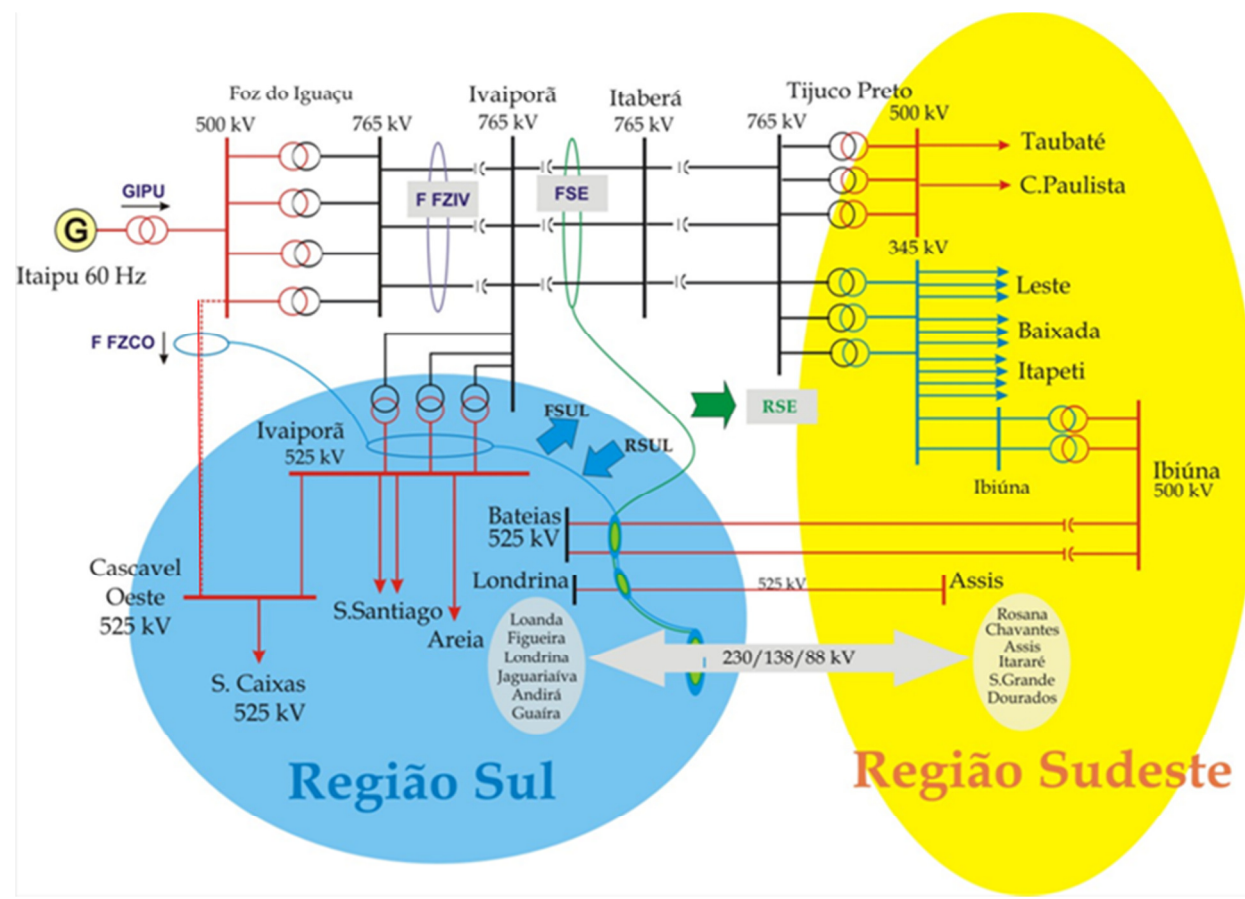 Foz do Iguaçu
500 kV
765 kV
Ivaiporã
765 kV
Itaberá
765 kV
Tijuco Preto
765 kV
500 kV
Taubaté
C.Paulista
GIPU
G
Itaipu 60 Hz
F FZIV
FSE
345 kV
Leste
Baixada
Itapeti
F FZCO
RSE
FSUL
RSUL
Ivaiporã
525 kV
Ibiúna
Ibiúna
500 kV
Bateias
525 kV
Londrina
525 kV
Assis
Cascavel
Oeste
525 kV
S.Santiago
Areia
S. Caixas
525 kV
Loanda
Figueira
Londrina
Jaguariaíva
Andirá
Guaíra
230/138/88 kV
Rosana
Chavantes
Assis
Itararé
S.Grande
Dourados
Região Sul
Região Sudeste